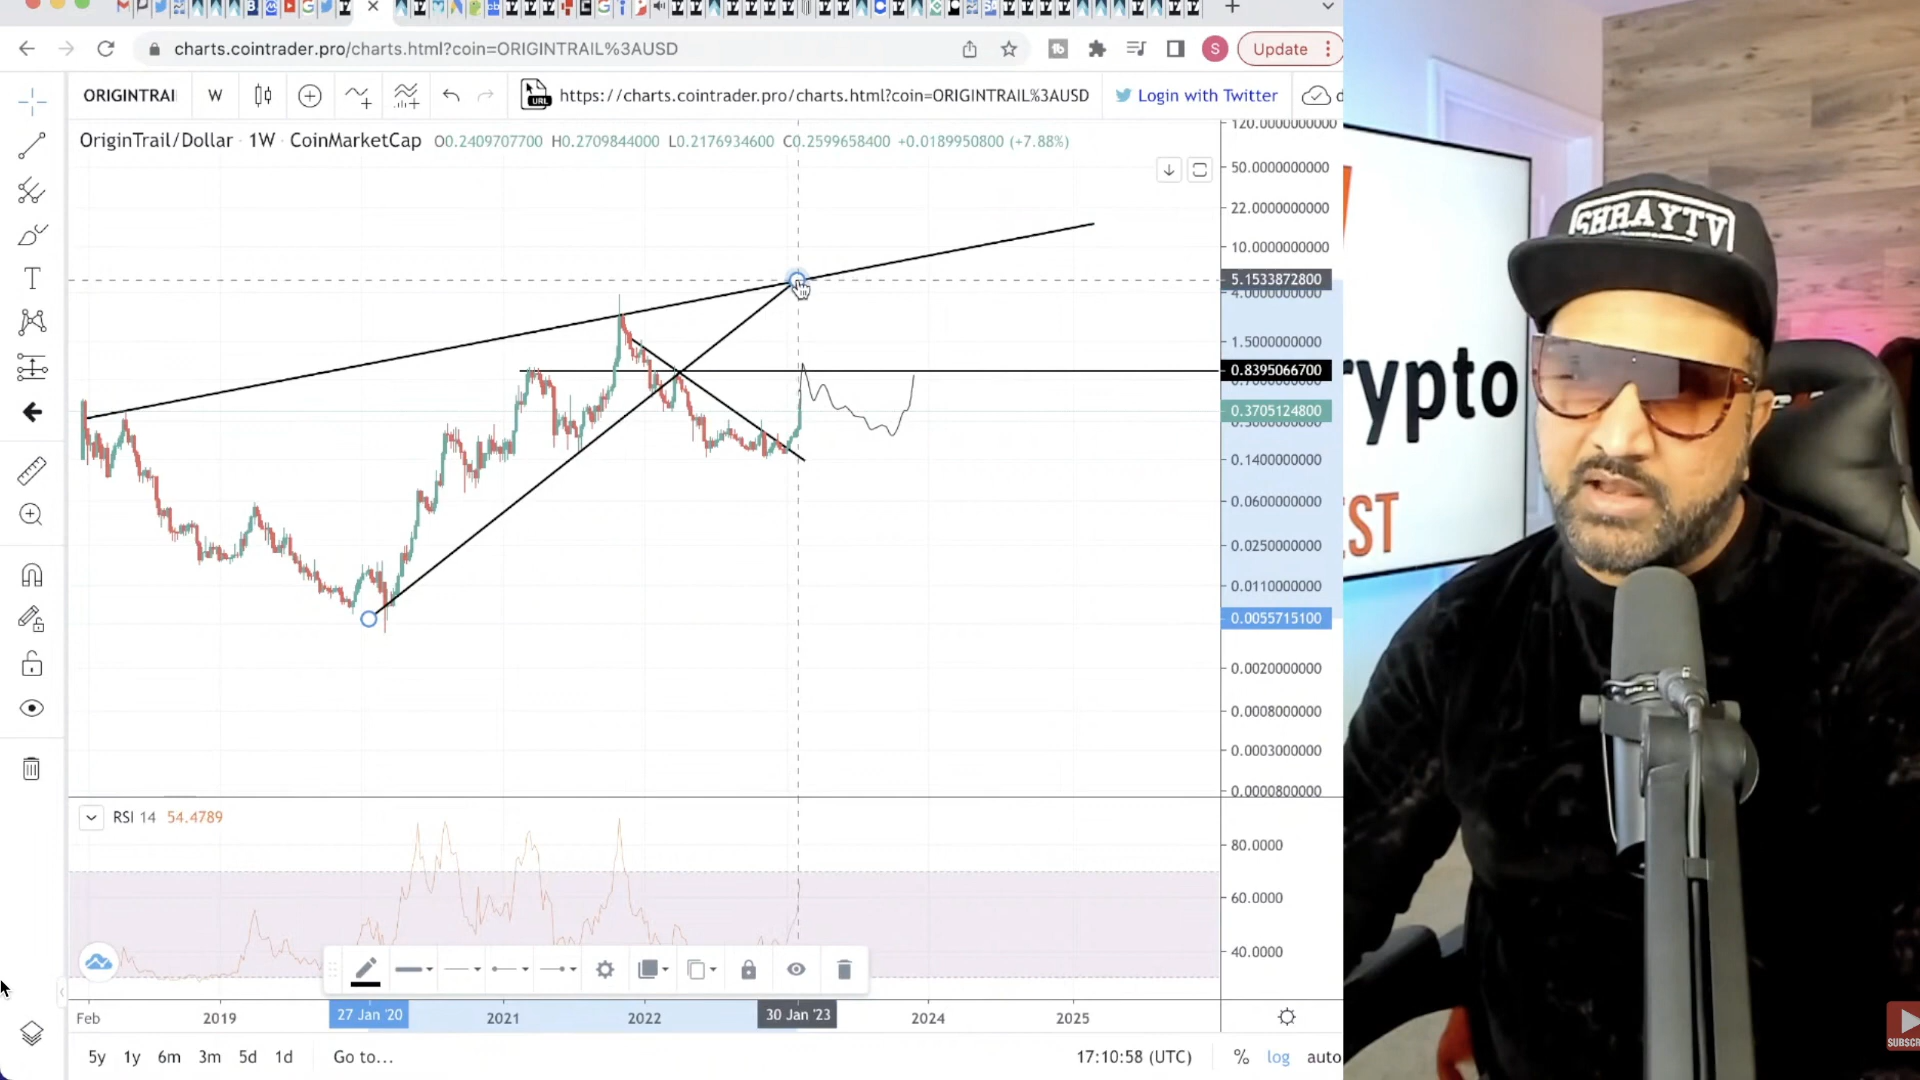 charts.cointrader.pro/charts.html?coin=ORIGINTRAIL%3AUSD
S
Update
ORIGINTRAI
W
URL
https://charts.cointrader.pro/charts.html?coin=ORIGINTRAIL%3AUSD
Login with Twitter
d
OriginTrail/Dollar · 1W · CoinMarketCap
O0.2409707700 H0.2709844000 L0.2176934600 C0.2599658400 +0.0189950800 (+7.88%)
120.0000000000
50.0000000000
22.0000000000
10.0000000000
5.1533872800
4.0000000000
1.5000000000
0.8395066700
0.3705124800
0.1400000000
0.0600000000
0.0250000000
0.0110000000
0.0055715100
0.0020000000
0.0008000000
0.0003000000
0.0000800000
RSI 14 54.4789
80.0000
60.0000
40.0000
Feb
2019
27 Jan '20
2021
2022
30 Jan '23
2024
2025
5y 1y 6m 3m 5d 1d Go to...
17:10:58 (UTC) % log auto
SHRAYTV
rypto
ST
SUBSCR